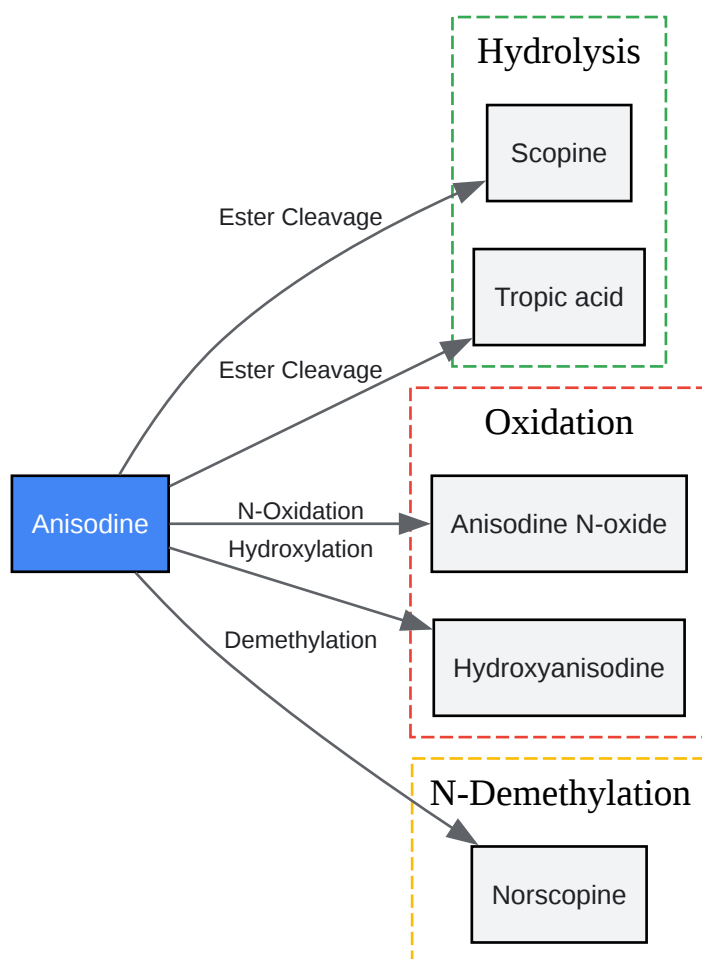 Hydrolysis
Scopine
Ester Cleavage
Tropic acid
Ester Cleavage
Oxidation
Anisodine
N-Oxidation
Anisodine N-oxide
Hydroxylation
Demethylation
Hydroxyanisodine
N-Demethylation
Norscopine